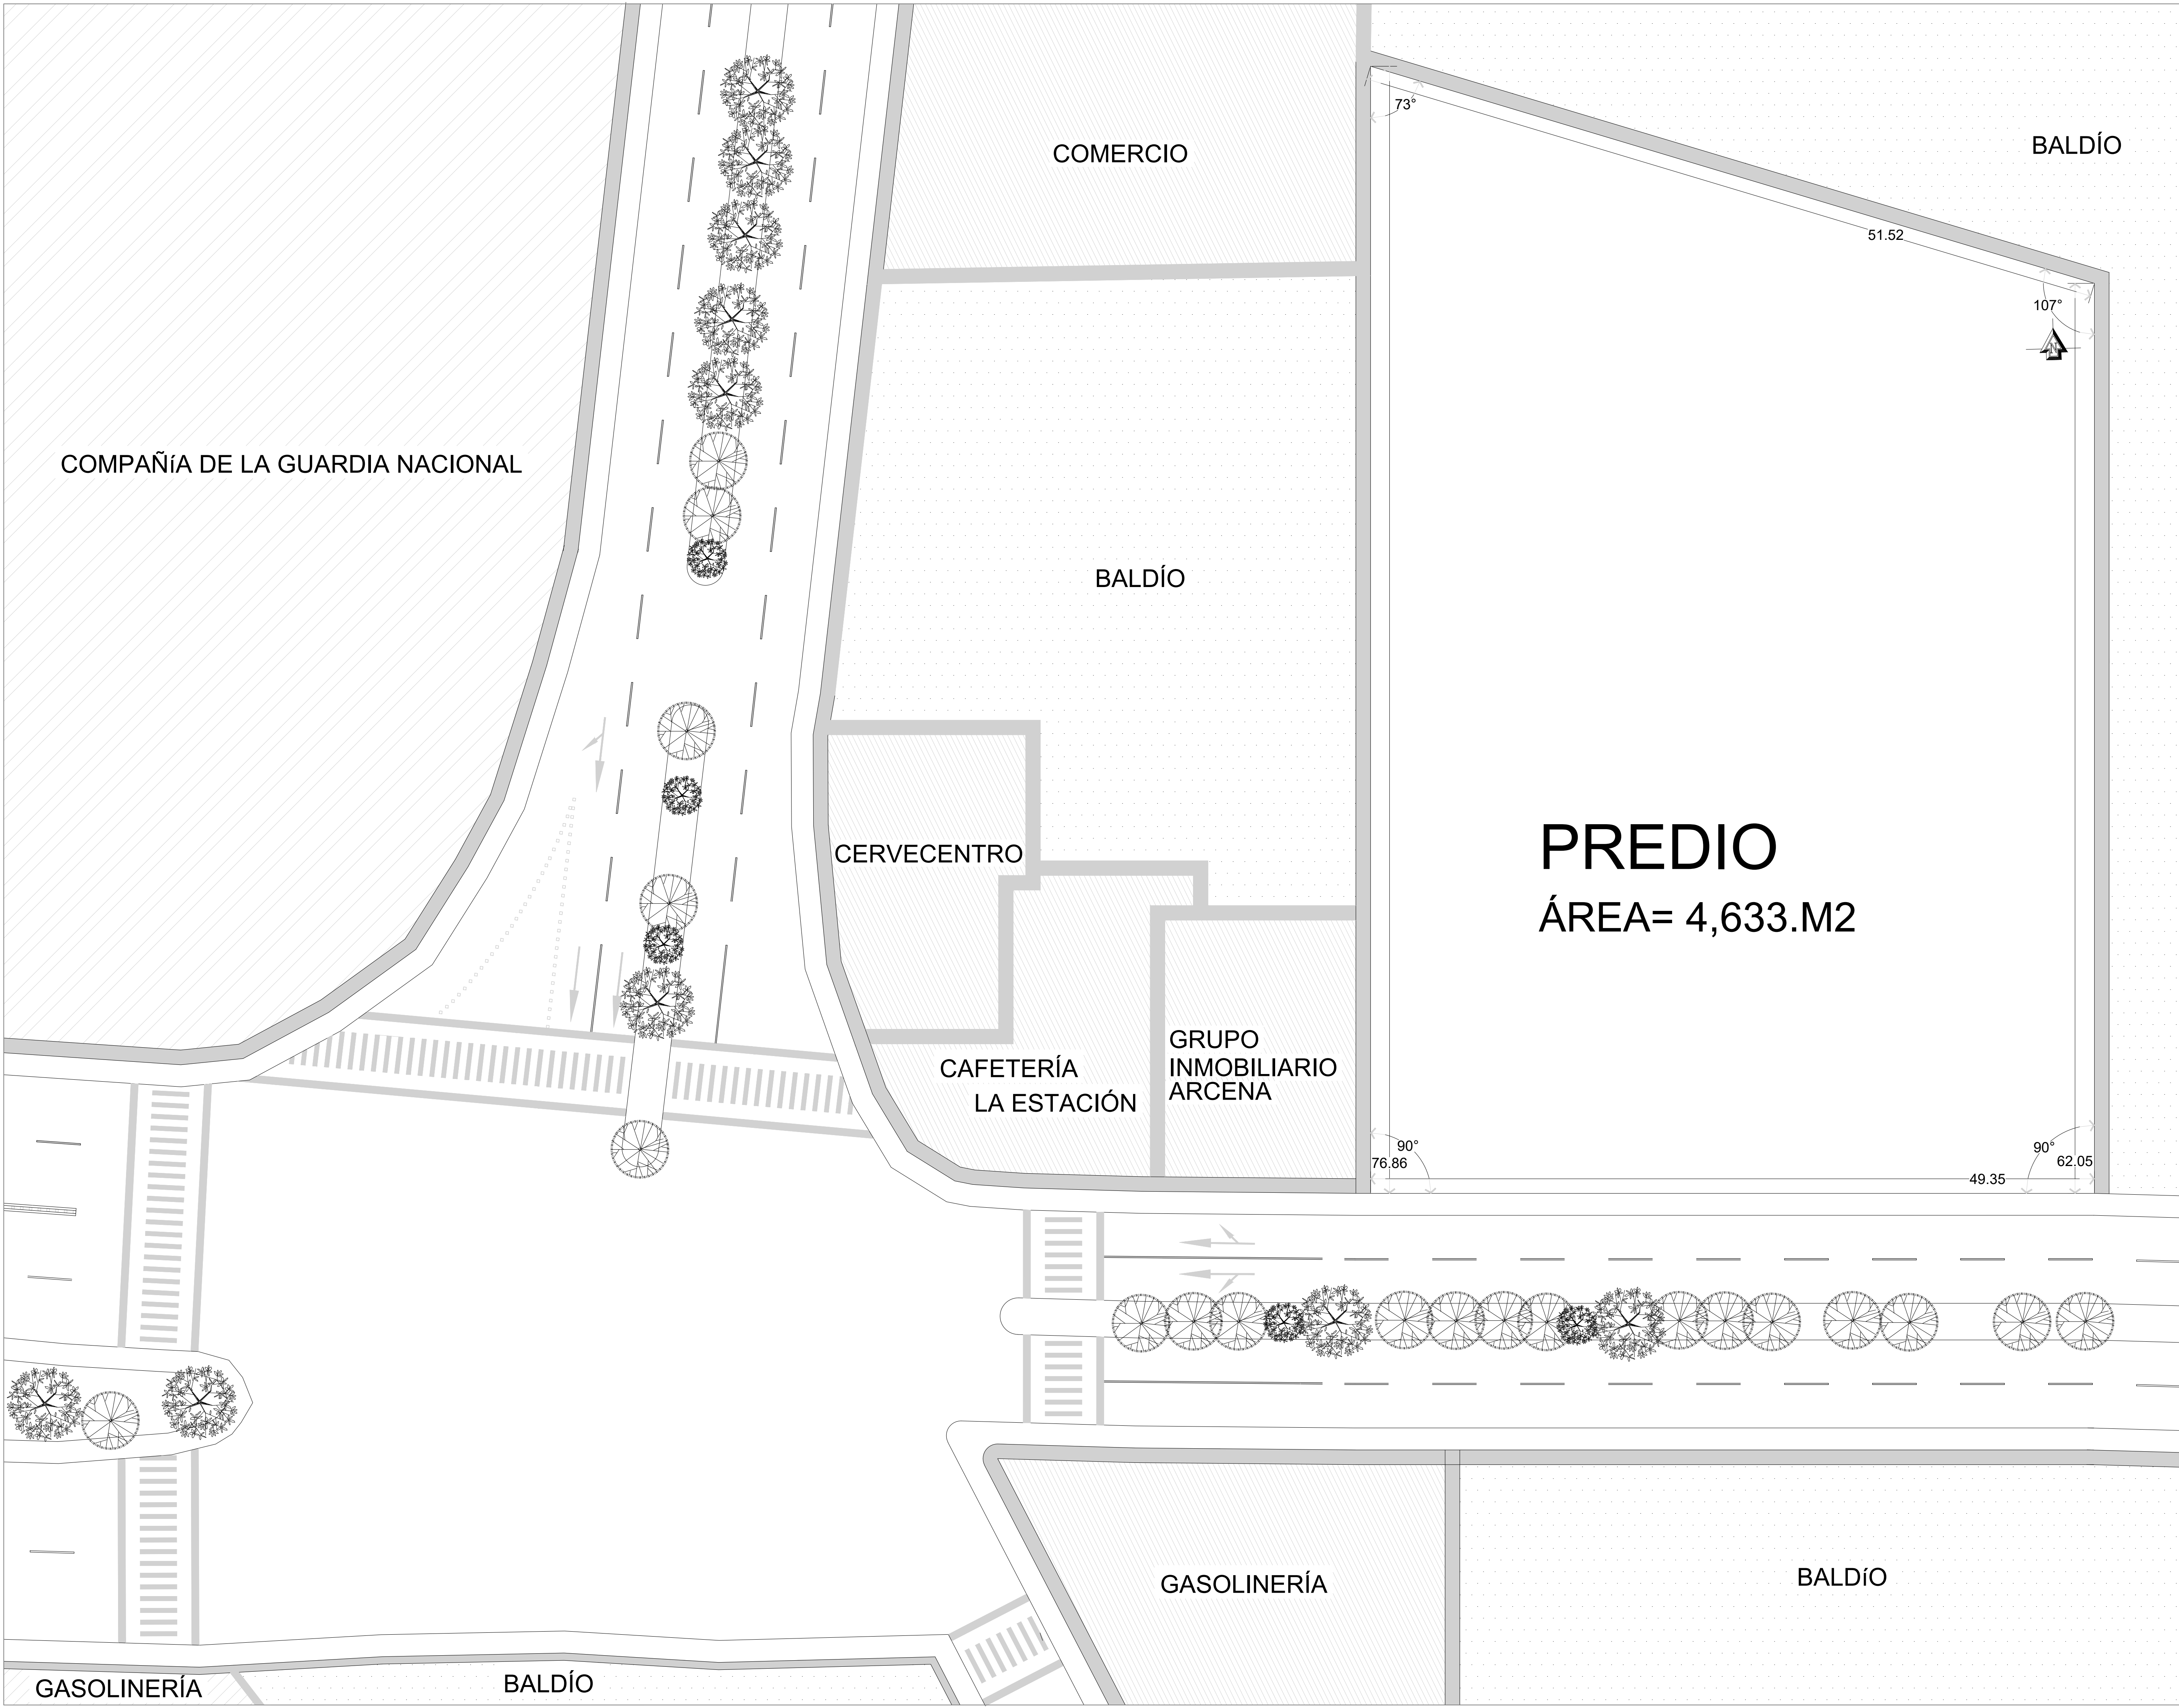 73°
COMERCIO
BALDÍO
51.52
107°
N
COMPAÑíA DE LA GUARDIA NACIONAL
BALDÍO
PREDIO
ÁREA= 4,633.M2
CERVECENTRO
GRUPO
INMOBILIARIO
ARCENA
CAFETERÍA
LA ESTACIÓN
90°
76.86
90°
62.05
49.35
GASOLINERÍA
BALDíO
GASOLINERÍA
BALDÍO